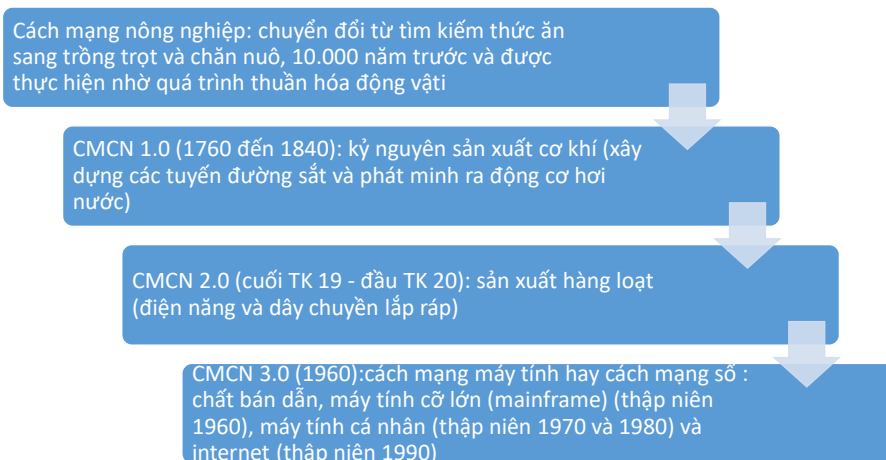 Cách mạng nông nghiệp: chuyển đổi từ tìm kiếm thức ăn
sang trồng trọt và chăn nuô, 10.000 năm trước và được
thực hiện nhờ quá trình thuần hóa động vậti
CMCN 1.0 (1760 đến 1840): kỷ nguyên sản xuất cơ khí (xây
dựng các tuyến đường sắt và phát minh ra động cơ hơi
nước)
CMCN 2.0 (cuối TK 19 - đầu TK 20): sản xuất hàng loạt
(điện năng và dây chuyền lắp ráp)
CMCN 3.0 (1960):cách mạng máy tính hay cách mạng số :
chất bán dẫn, máy tính cỡ lớn (mainframe) (thập niên
1960), máy tính cá nhân (thập niên 1970 và 1980) và
internet (thập niên 1990)